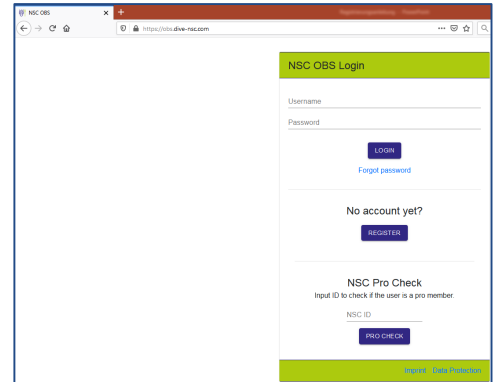 NSC OBS
https://obs.dive-nsc.com
NSC OBS Login
Username
Password
LOGIN
Forgot password
No account yet?
REGISTER
NSC Pro Check
Input ID to check if the user is a pro member.
NSC ID
PRO CHECK
Imprint Data Protection